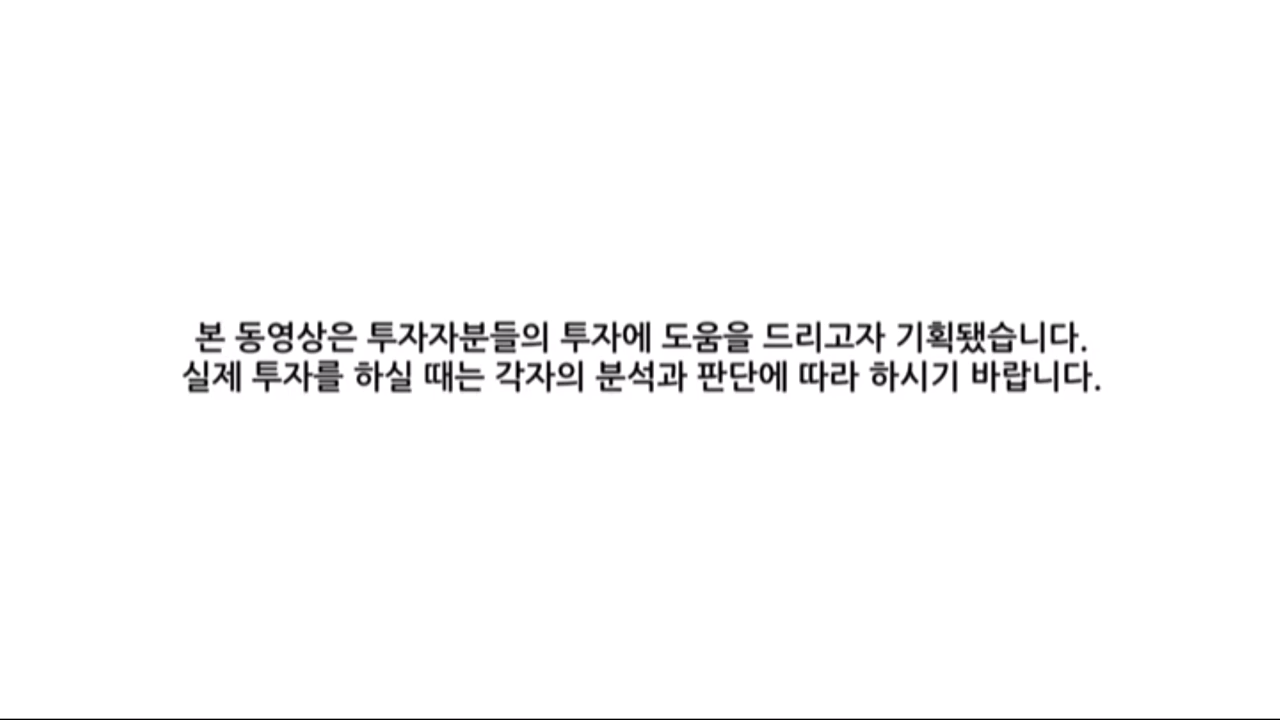 본 동영상은 투자자분들의 투자에 도움을 드리고자 기획됐습니다.
실제 투자를 하실 때는 각자의 분석과 판단에 따라 하시기 바랍니다.